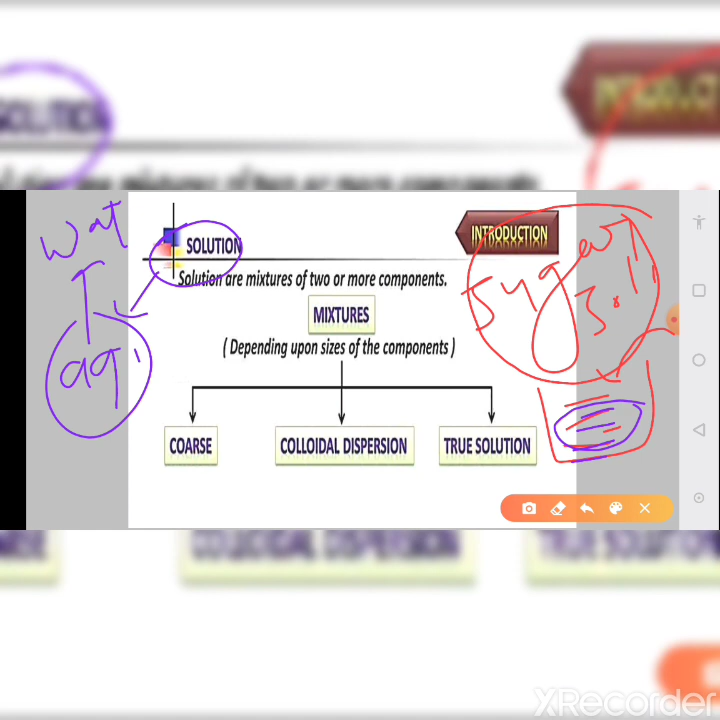 SOLUTION
INTRODUCTION
Solution are mixtures of two or more components.
MIXTURES
( Depending upon sizes of the components )
COARSE
COLLOIDAL DISPERSION
TRUE SOLUTION
wat
aq'
Sugar
XRecorder